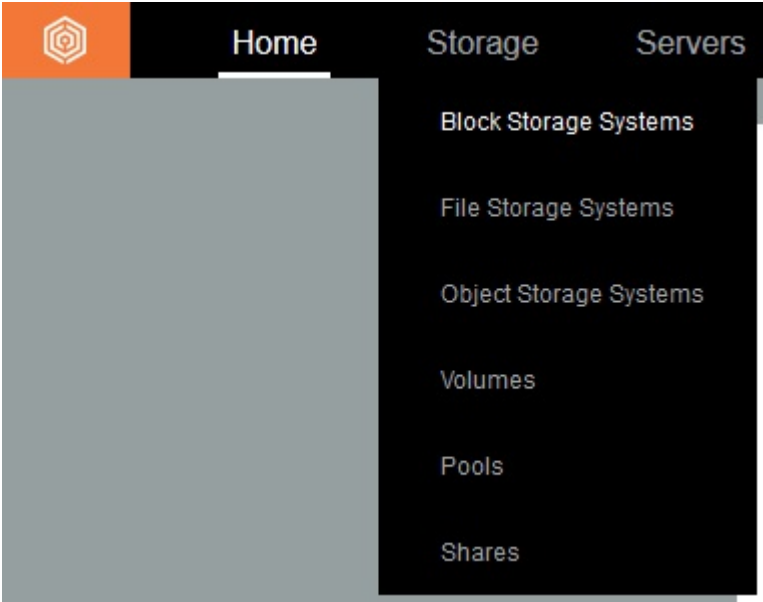 Home Storage Servers
Block Storage Systems
File Storage Systems
Object Storage Systems
Volumes
Pools
Shares